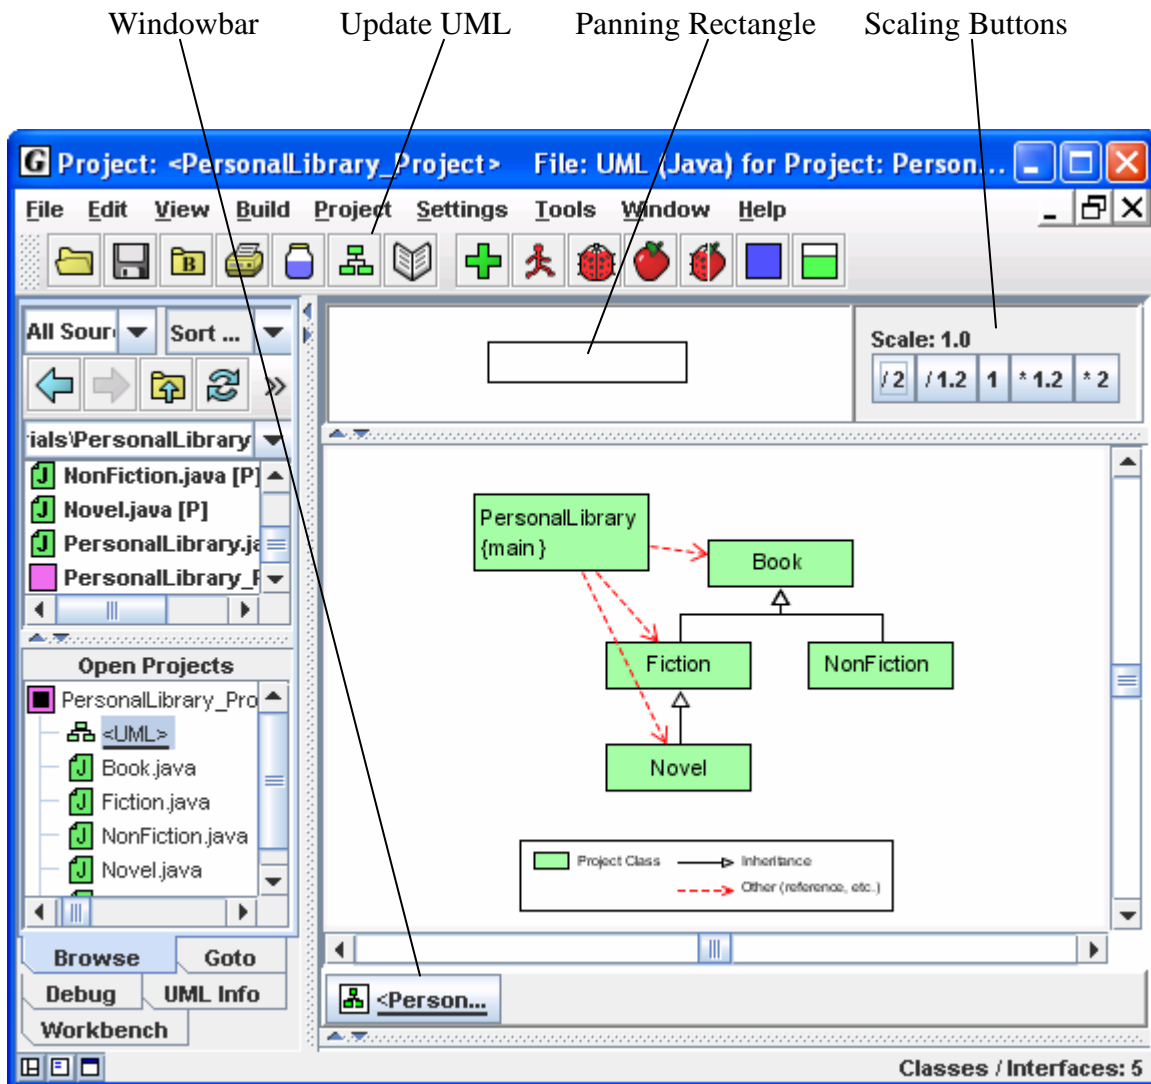 Windowbar Update UML Panning Rectangle Scaling Buttons
G Project: <PersonalLibrary_Project> File: UML (Java) for Project: Person...
File Edit View Build Project Settings Tools Window Help
B
All Sour Sort ...
Scale: 1.0
/ 2 / 1.2 1 * 1.2 * 2
»
rials\PersonalLibrary
J NonFiction.java [P]
J Novel.java [P]
J PersonalLibrary.ja
PersonalLibrary_P
Open Projects
PersonalLibrary_Pro
<UML>
J Book.java
J Fiction.java
J NonFiction.java
J Novel.java
Browse Goto
Debug UML Info
Workbench
PersonalLibrary
{main }
Book
Fiction NonFiction
Novel
Project Class Inheritance
Other (reference, etc.)
<Person...
Classes / Interfaces: 5